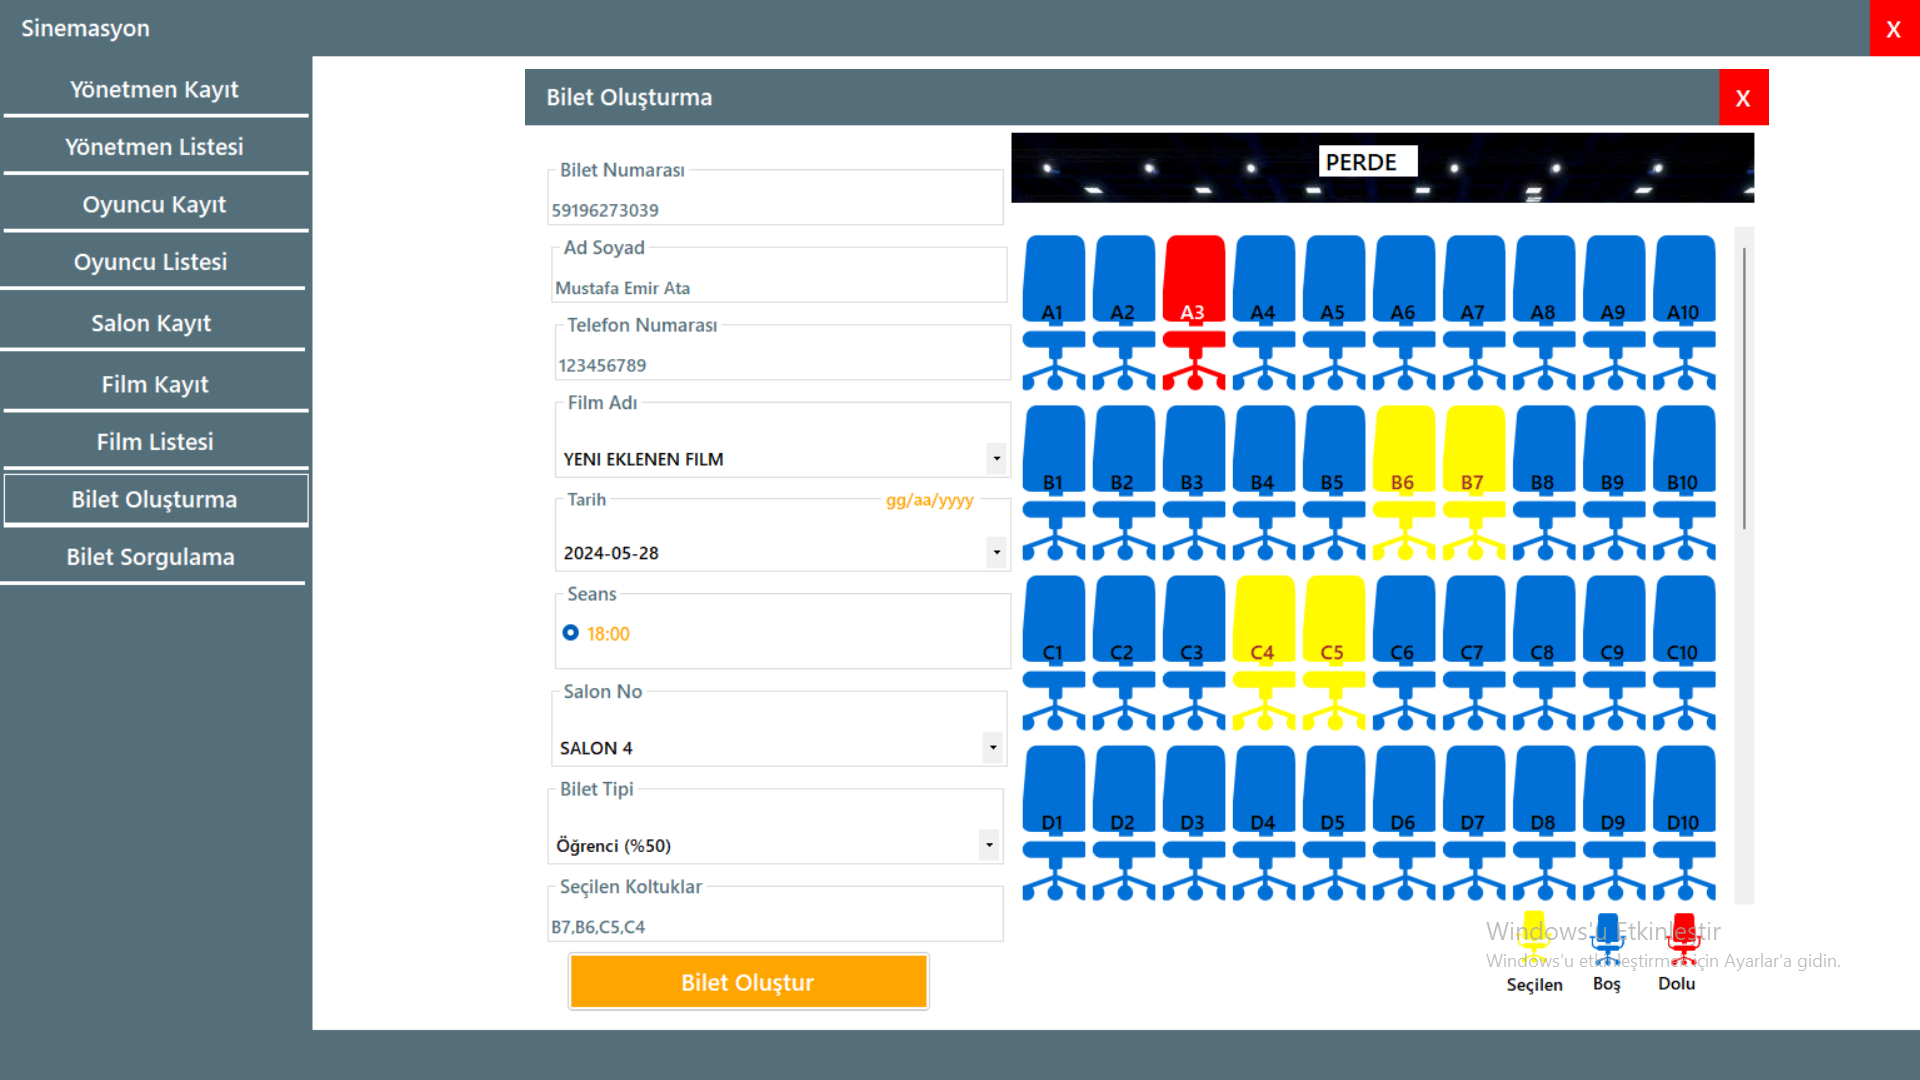 Sinemasyon
X
Yönetmen Kayıt
Yönetmen Listesi
Oyuncu Kayıt
Oyuncu Listesi
Salon Kayıt
Film Kayıt
Film Listesi
Bilet Oluşturma
Bilet Sorgulama
Bilet Oluşturma
X
Bilet Numarası
59196273039
Ad Soyad
Mustafa Emir Ata
Telefon Numarası
123456789
Film Adı
YENI EKLENEN FILM
Tarih gg/aa/yyyy
2024-05-28
Seans
18:00
Salon No
SALON 4
Bilet Tipi
Öğrenci (%50)
Seçilen Koltuklar
B7,B6,C5,C4
Bilet Oluştur
PERDE
A1 A2 A3 A4 A5 A6 A7 A8 A9 A10
B1 B2 B3 B4 B5 B6 B7 B8 B9 B10
C1 C2 C3 C4 C5 C6 C7 C8 C9 C10
D1 D2 D3 D4 D5 D6 D7 D8 D9 D10
Windows'u Etkinleştir
Windows'u etkinleştirmek için Ayarlar'a gidin.
Seçilen Boş Dolu